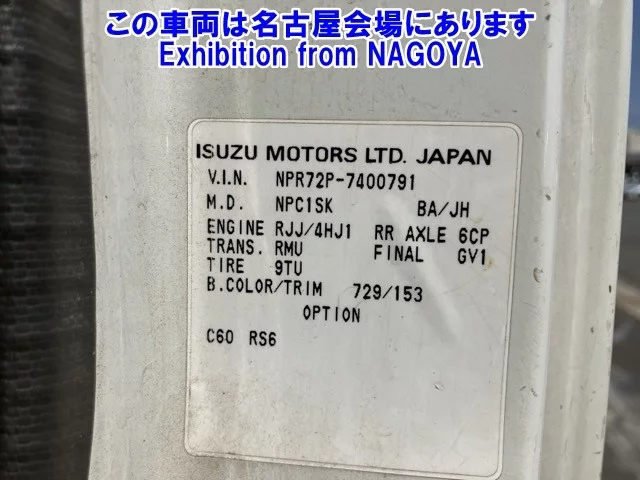 この車両は名古屋会場にあります
Exhibition from NAGOYA
ISUZU MOTORS LTD. JAPAN
V.I.N. NPR72P-7400791
M.D. NPC1SK BA/JH
ENGINE RJJ/4HJ1 RR AXLE 6CP
TRANS. RMU FINAL GV1
TIRE 9TU
B.COLOR/TRIM 729/153
OPTION
C60 RS6